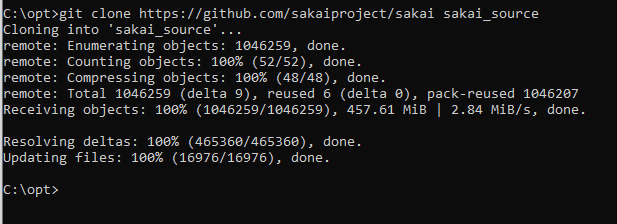 C:\opt>git clone https://github.com/sakaiproject/sakai sakai_source
Cloning into 'sakai_source'...
remote: Enumerating objects: 1046259, done.
remote: Counting objects: 100% (52/52), done.
remote: Compressing objects: 100% (48/48), done.
remote: Total 1046259 (delta 9), reused 6 (delta 0), pack-reused 1046207
Receiving objects: 100% (1046259/1046259), 457.61 MiB | 2.84 MiB/s, done.
Resolving deltas: 100% (465360/465360), done.
Updating files: 100% (16976/16976), done.
C:\opt>